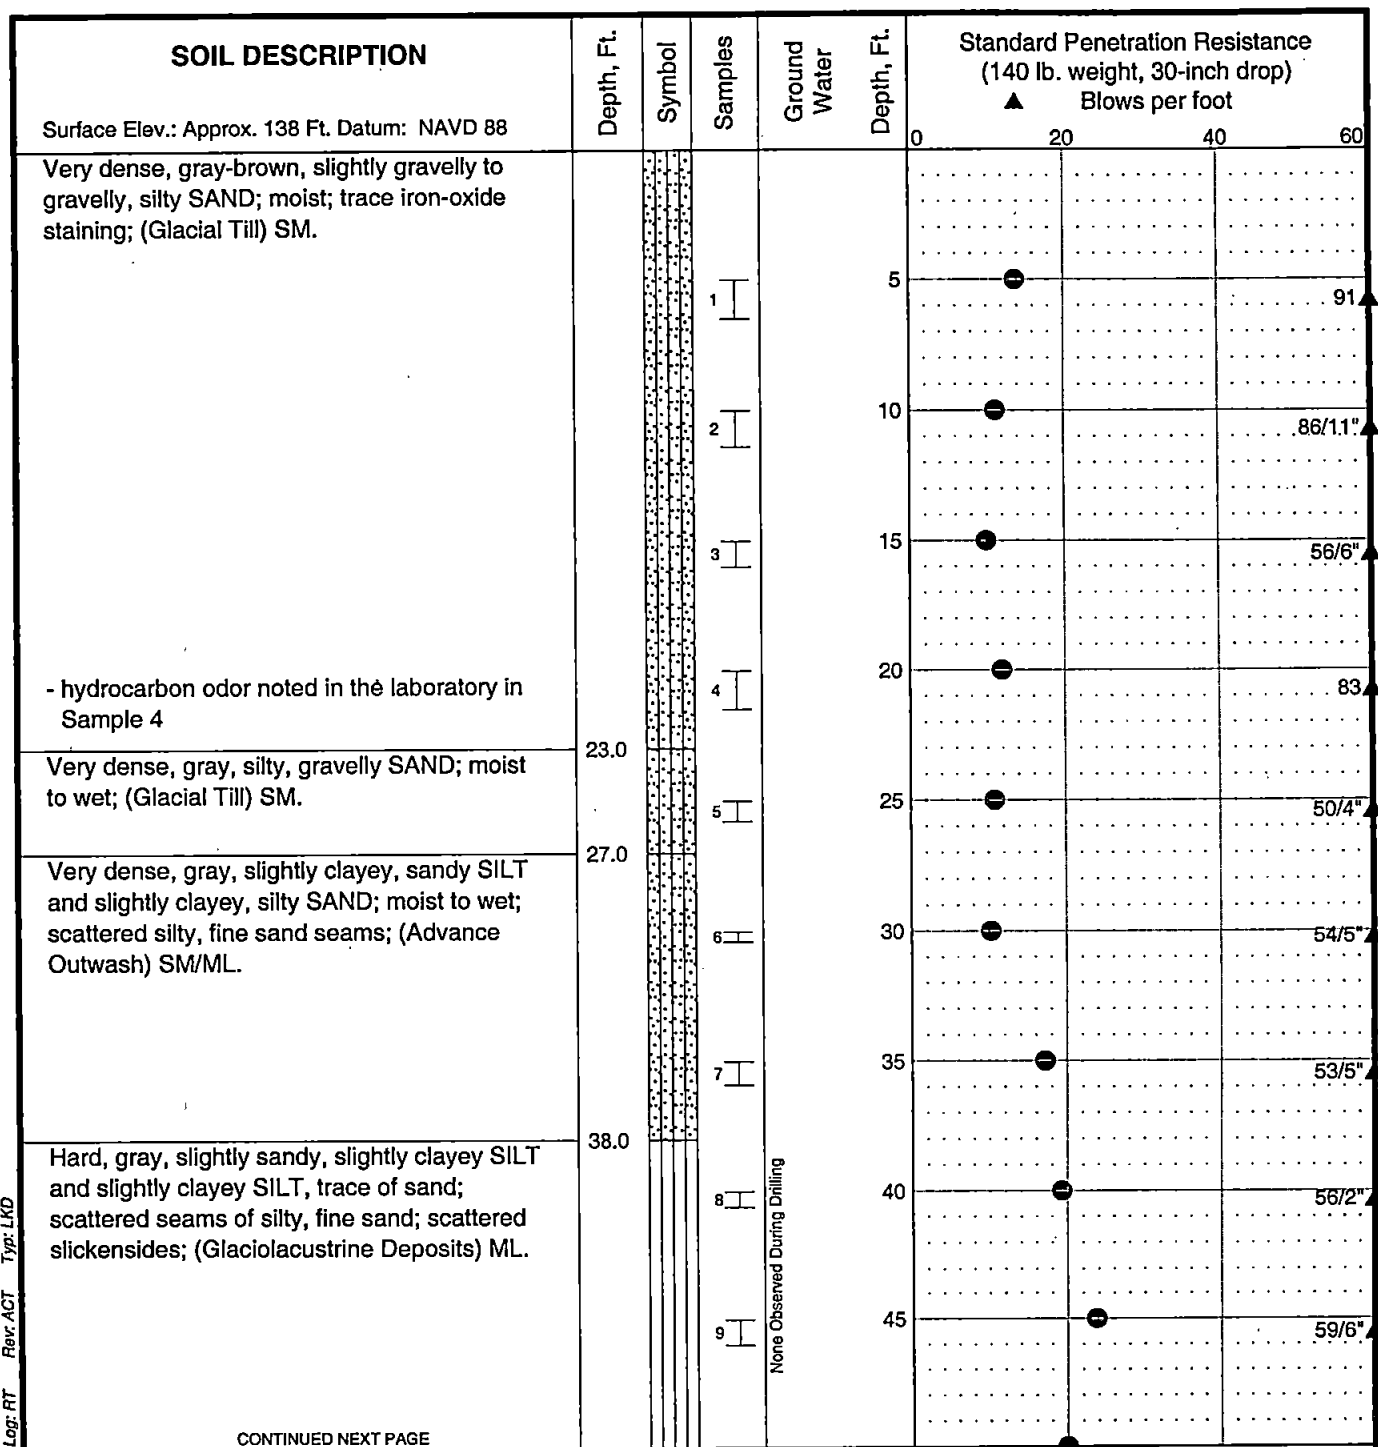 SOIL DESCRIPTION
Surface Elev.: Approx. 138 Ft. Datum: NAVD 88
Depth, Ft.
Symbol
Samples
Ground
Water
Depth, Ft.
Standard Penetration Resistance
(140 lb. weight, 30-inch drop)
▲ Blows per foot
0 20 40 60
Very dense, gray-brown, slightly gravelly to
gravelly, silty SAND; moist; trace iron-oxide
staining; (Glacial Till) SM.
1
5
91
2
10
86/11"
3
15
56/6"
- hydrocarbon odor noted in the laboratory in
Sample 4
4
20
83
23.0
Very dense, gray, silty, gravelly SAND; moist
to wet; (Glacial Till) SM.
5
25
50/4"
27.0
Very dense, gray, slightly clayey, sandy SILT
and slightly clayey, silty SAND; moist to wet;
scattered silty, fine sand seams; (Advance
Outwash) SM/ML.
6
30
54/5"
7
35
53/5"
38.0
Hard, gray, slightly sandy, slightly clayey SILT
and slightly clayey SILT, trace of sand;
scattered seams of silty, fine sand; scattered
slickensides; (Glaciolacustrine Deposits) ML.
8
40
56/2"
9
45
59/6"
None Observed During Drilling
CONTINUED NEXT PAGE
Log: RT Rev: ACT Typ: LKD